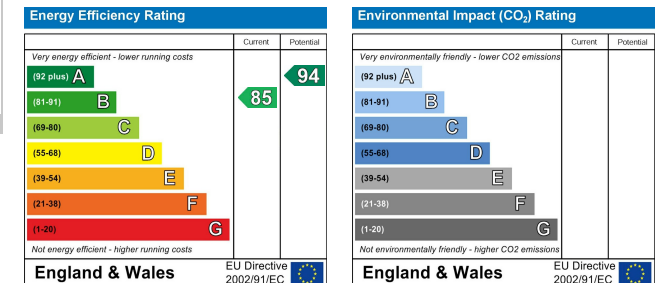 Energy Efficiency Rating
Current Potential
Very energy efficient - lower running costs
(92 plus) A
94
(81-91) B
85
(69-80) C
(55-68) D
(39-54) E
(21-38) F
(1-20) G
Not energy efficient - higher running costs
England & Wales
EU Directive
2002/91/EC
Environmental Impact (CO₂) Rating
Current Potential
Very environmentally friendly - lower CO2 emissions
(92 plus) A
(81-91) B
(69-80) C
(55-68) D
(39-54) E
(21-38) F
(1-20) G
Not environmentally friendly - higher CO2 emissions
England & Wales
EU Directive
2002/91/EC